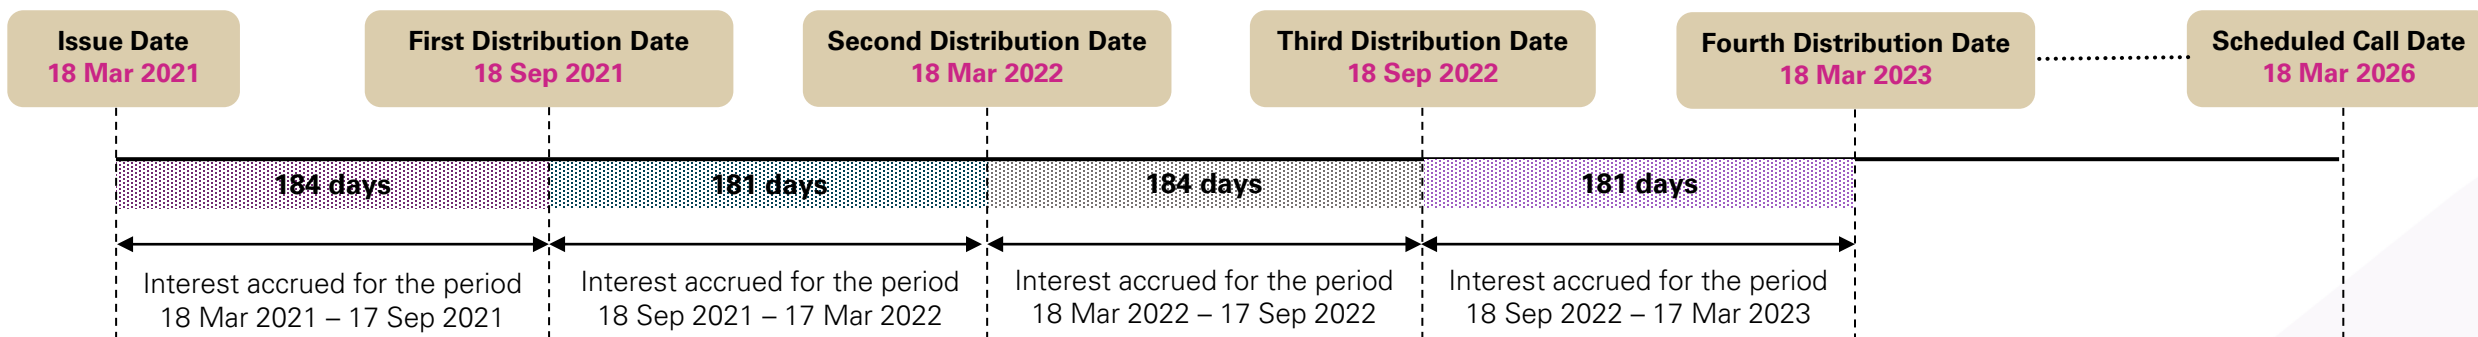 Issue Date
18 Mar 2021
First Distribution Date
18 Sep 2021
Second Distribution Date
18 Mar 2022
Third Distribution Date
18 Sep 2022
Fourth Distribution Date
18 Mar 2023
Scheduled Call Date
18 Mar 2026
184 days
181 days
184 days
181 days
Interest accrued for the period
18 Mar 2021 – 17 Sep 2021
Interest accrued for the period
18 Sep 2021 – 17 Mar 2022
Interest accrued for the period
18 Mar 2022 – 17 Sep 2022
Interest accrued for the period
18 Sep 2022 – 17 Mar 2023